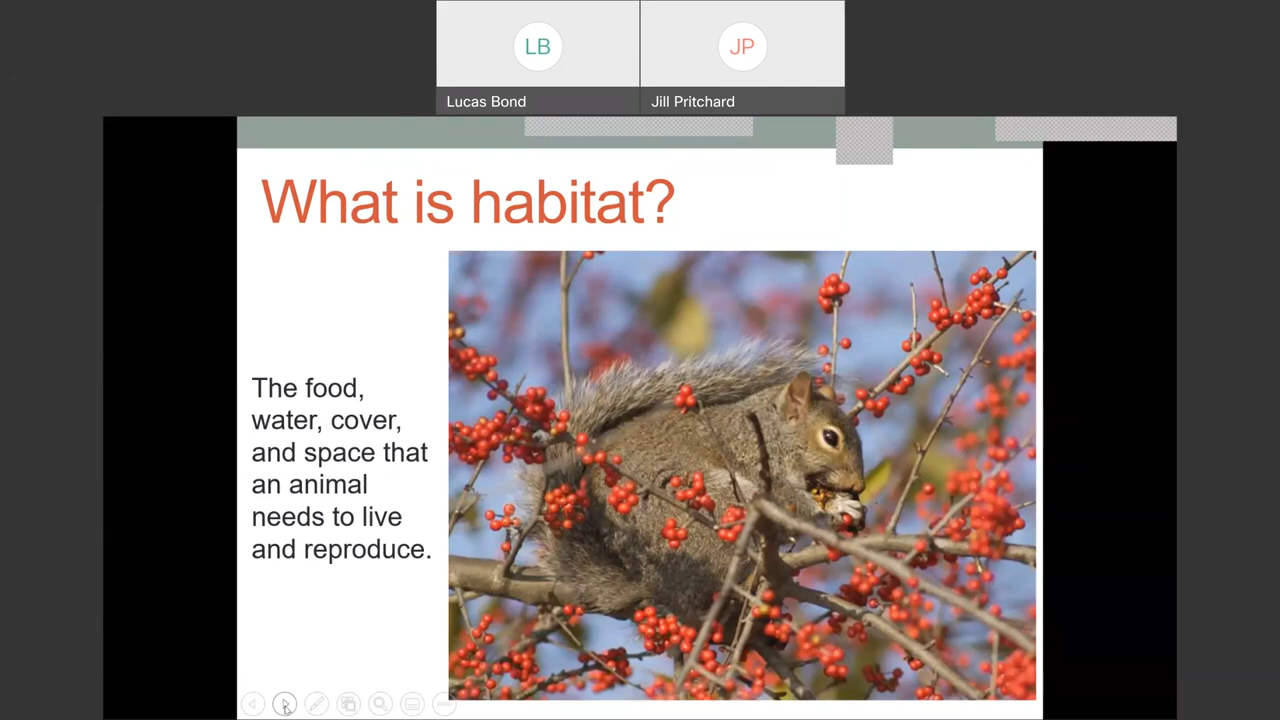 LB
JP
Lucas Bond
Jill Pritchard
What is habitat?
The food,
water, cover,
and space that
an animal
needs to live
and reproduce.